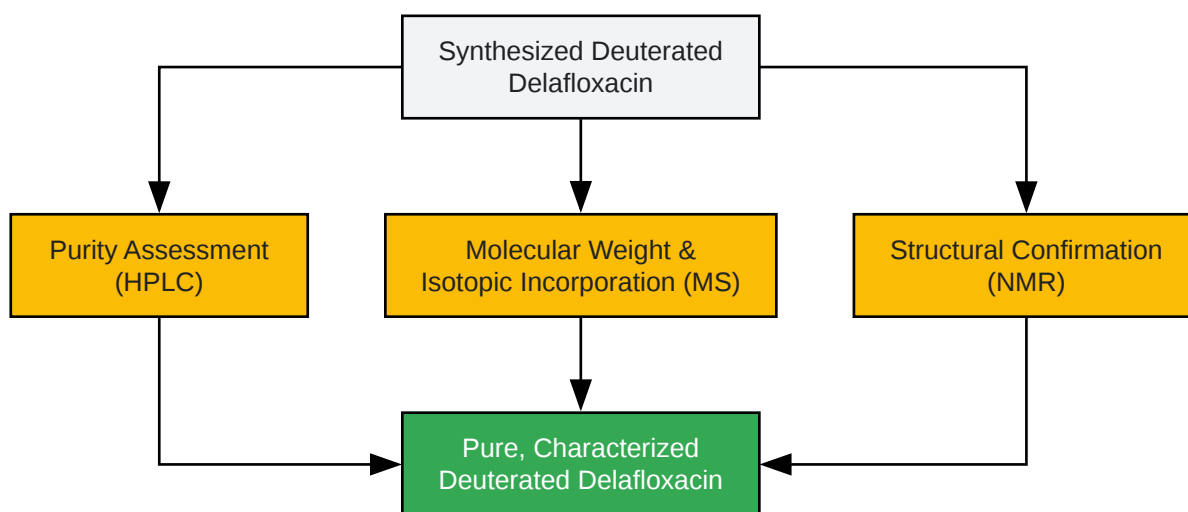 Synthesized Deuterated
Delafloxacin
Purity Assessment
(HPLC)
Molecular Weight &
Isotopic Incorporation (MS)
Structural Confirmation
(NMR)
Pure, Characterized
Deuterated Delafloxacin